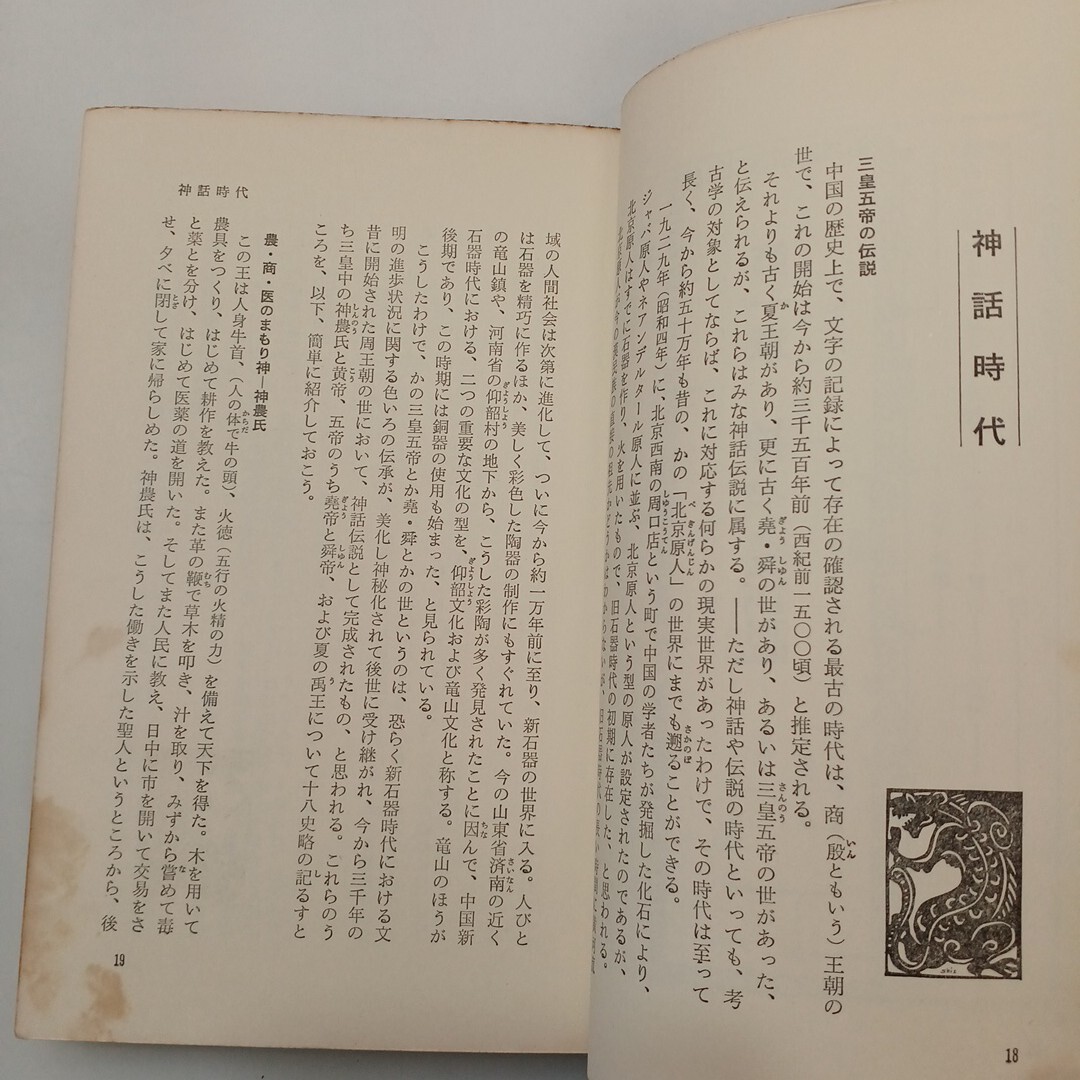 神話時代
三皇五帝の伝説
中国の歴史上で、文字の記録によって存在の確認される最古の時代は、商（殷ともいう）王朝の
世で、これの開始は今から約三千五百年前（西紀前一五〇〇頃）と推定される。
それよりも古く夏王朝があり、更に古く堯・舜の世があり、あるいは三皇五帝の世があった、
と伝えられるが、これらはみな神話伝説に属する。――ただし神話や伝説の時代といっても、考
古学の対象としてならば、これに対応する何らかの現実世界があったわけで、その時代は至って
長く、今から約五十万年も昔の、かの「北京原人」の世界にまでも遡ることができる。
一九二九年（昭和四年）に、北京西南の周口店という町で中国の学者たちが発掘した化石により、
ジャバ原人やネアンデルタール原人に並ぶ、北京原人という型の原人が設定されたのであるが、
北京原人はすでに石器を作り、火を用いたもので、旧石器時代の初期に存在した、と思われる。
18
神話時代
域の人間社会は次第に進化して、ついに今から約一万年前に至り、新石器の世界に入る。人びと
は石器を精巧に作るほか、美しく彩色した陶器の制作にもすぐれていた。今の山東省済南の近く
の竜山鎮や、河南省の仰韶村の地下から、こうした彩陶が多く発見されたことに因んで、中国新
石器時代における、二つの重要な文化の型を、仰韶文化および竜山文化と称する。竜山のほうが
後期であり、この時期には銅器の使用も始まった、と見られている。
こうしたわけで、かの三皇五帝とか堯・舜とかの世というのは、恐らく新石器時代における文
明の進歩状況に関する色いろの伝承が、美化し神秘化されて後世に受け継がれ、今から三千年の
昔に開始された周王朝の世において、神話伝説として完成されたもの、と思われる。これらのう
ち三皇中の神農氏と黄帝、五帝のうち堯帝と舜帝、および夏の禹王について十八史略の記すと
ころを、以下、簡単に紹介しておこう。
農・商・医のまもり神―神農氏
この王は人身牛首、（人の体で牛の頭）、火徳（五行の火精の力）を備えて天下を得た。木を用いて
農具をつくり、はじめて耕作を教えた。また革の鞭で草木を叩き、汁を取り、みずから嘗めて毒
と薬とを分け、はじめて医薬の道を開いた。そしてまた人民に教え、日中に市を開いて交易をさ
せ、夕べに閉して家に帰らしめた。神農氏は、こうした働きを示した聖人というところから、後
19